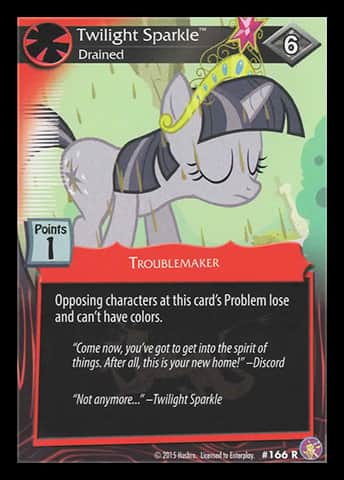 Twilight Sparkle™
Drained
6
Points
1
TROUBLEMAKER
Opposing characters at this card's Problem lose
and can't have colors.
"Come now, you've got to get into the spirit of
things. After all, this is your new home!" –Discord
"Not anymore..." –Twilight Sparkle
© 2015 Hasbro. Licensed to Enterplay. #166 R